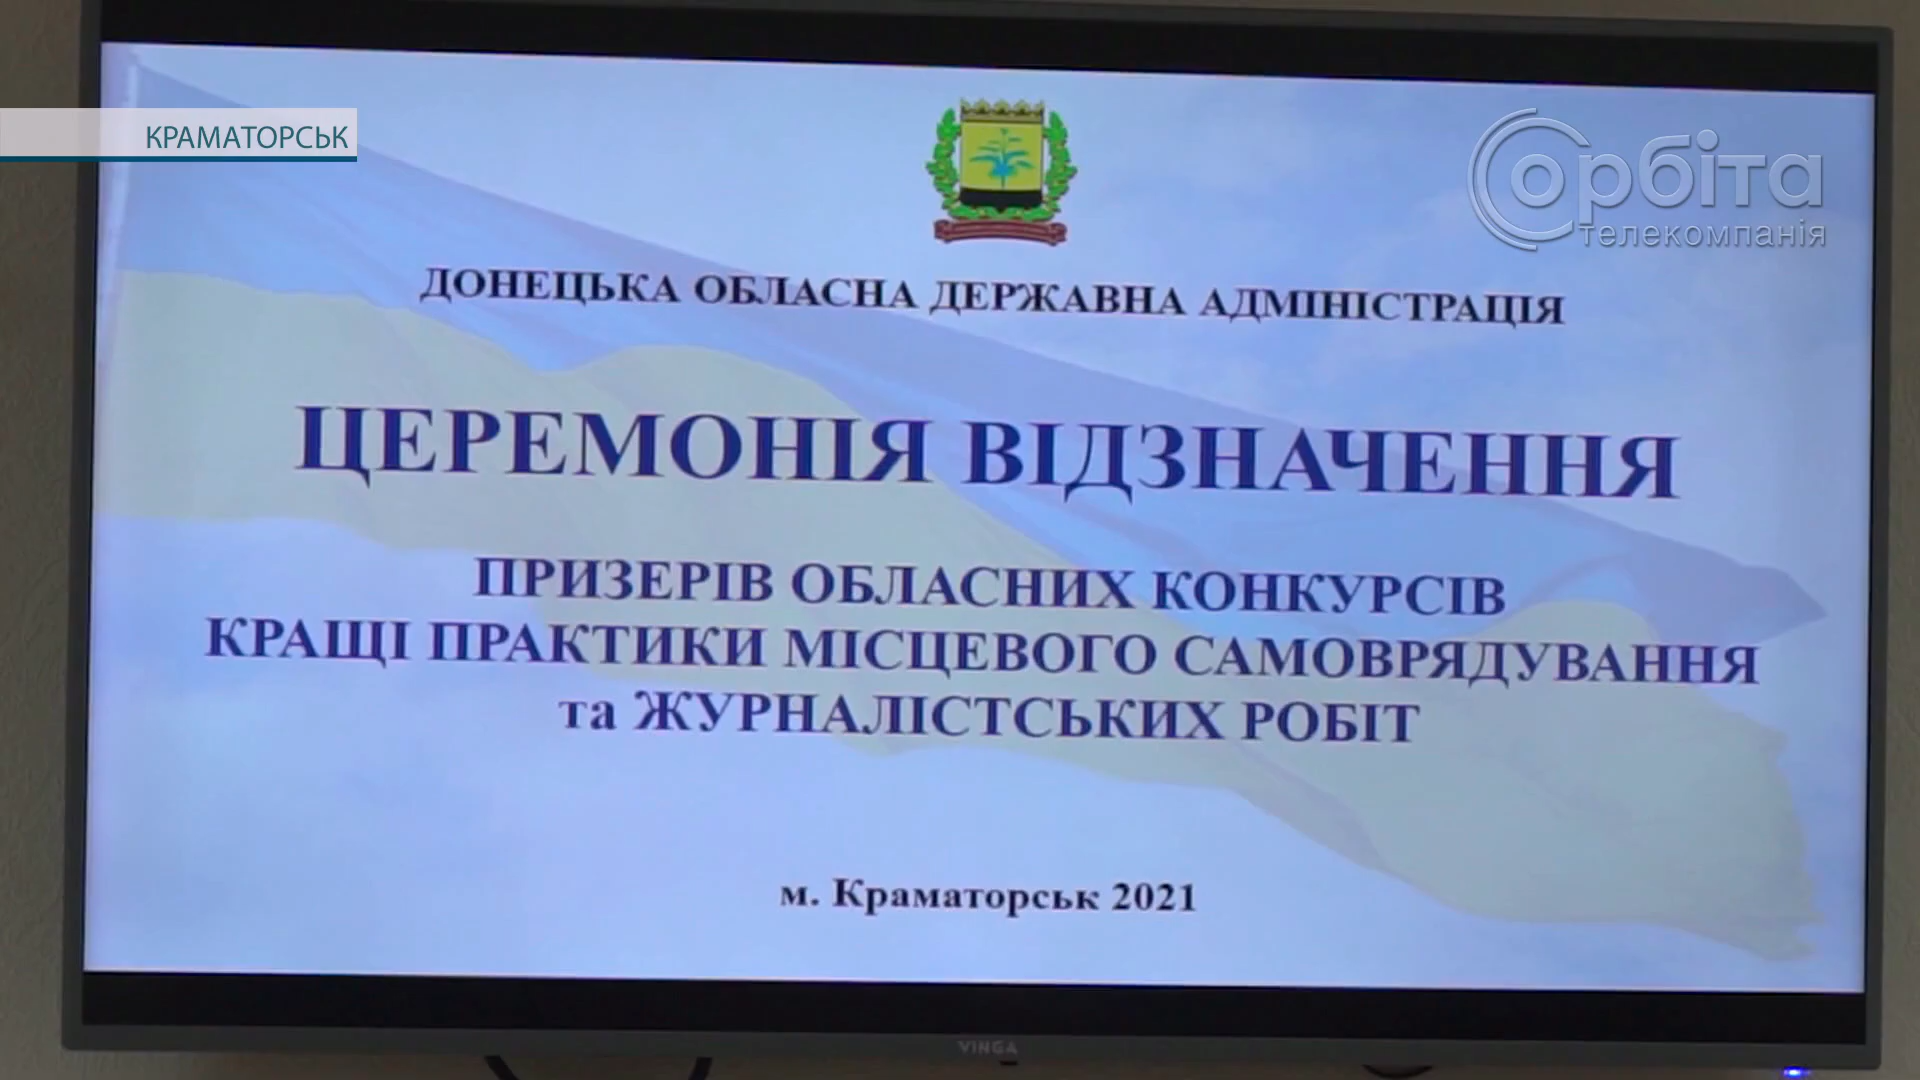 КРАМАТОРСЬК
Орбіта
телекомпанія
ДОНЕЦЬКА ОБЛАСНА ДЕРЖАВНА АДМІНІСТРАЦІЯ
ЦЕРЕМОНІЯ ВІДЗНАЧЕННЯ
ПРИЗЕРІВ ОБЛАСНИХ КОНКУРСІВ
КРАЩІ ПРАКТИКИ МІСЦЕВОГО САМОВРЯДУВАННЯ
та ЖУРНАЛІСТСЬКИХ РОБІТ
м. Краматорськ 2021
VINGA